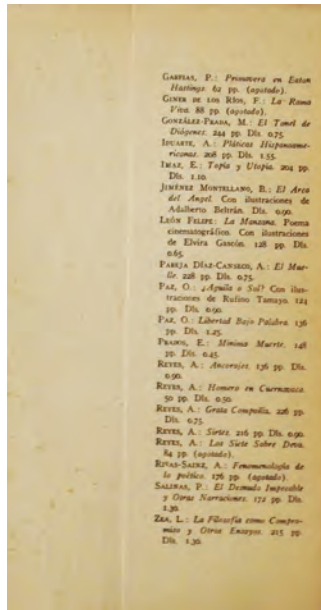 GARFIAS, P.: Primavera en Eaton
Hastings. 62 pp. (agotado).
GINER DE LOS RÍOS, F.: La Rama
Viva. 88 pp. (agotado).
GONZÁLEZ-PRADA, M.: El Tonel de
Diógenes. 244 pp. Dls. 0.75.
IDUARTE, A.: Pláticas Hispanoame-
ricanas. 208 pp. Dls. 1.55.
IMAZ, E.: Topía y Utopía. 204 pp.
Dls. 1.10.
JIMÉNEZ MONTELLANO, B.: El Arca
del Angel. Con ilustraciones de
Adalberto Beltrán. Dls. 0.90.
LEÓN FELIPE: La Manzana. Poema
cinematográfico. Con ilustraciones
de Elvira Gascón. 128 pp. Dls.
0.65.
PAREJA DÍAZ-CANSECO, A.: El Mue-
lle. 228 pp. Dls. 0.75.
PAZ, O.: ¿Aguila o Sol? Con ilus-
traciones de Rufino Tamayo. 124
pp. Dls. 0.90.
PAZ, O.: Libertad Bajo Palabra. 136
pp. Dls. 1.25.
PRADOS, E.: Mínima Muerte. 148
pp. Dls. 0.45.
REYES, A.: Ancorajes. 136 pp. Dls.
0.90.
REYES, A.: Homero en Cuernavaca.
50 pp. Dls. 0.50.
REYES, A.: Grata Compañía. 226 pp.
Dls. 0.75.
REYES, A.: Sirtes. 216 pp. Dls. 0.90.
REYES, A.: Los Siete Sobre Deva.
84 pp. (agotado).
RIVAS-SAINZ, A.: Fenomenología de
lo poético. 176 pp. (agotado).
SALINAS, P.: El Desnudo Impecable
y Otras Narraciones. 172 pp. Dls.
1.30.
ZEA, L.: La Filosofía como Compro-
miso y Otros Ensayos. 215 pp.
Dls. 1.30.